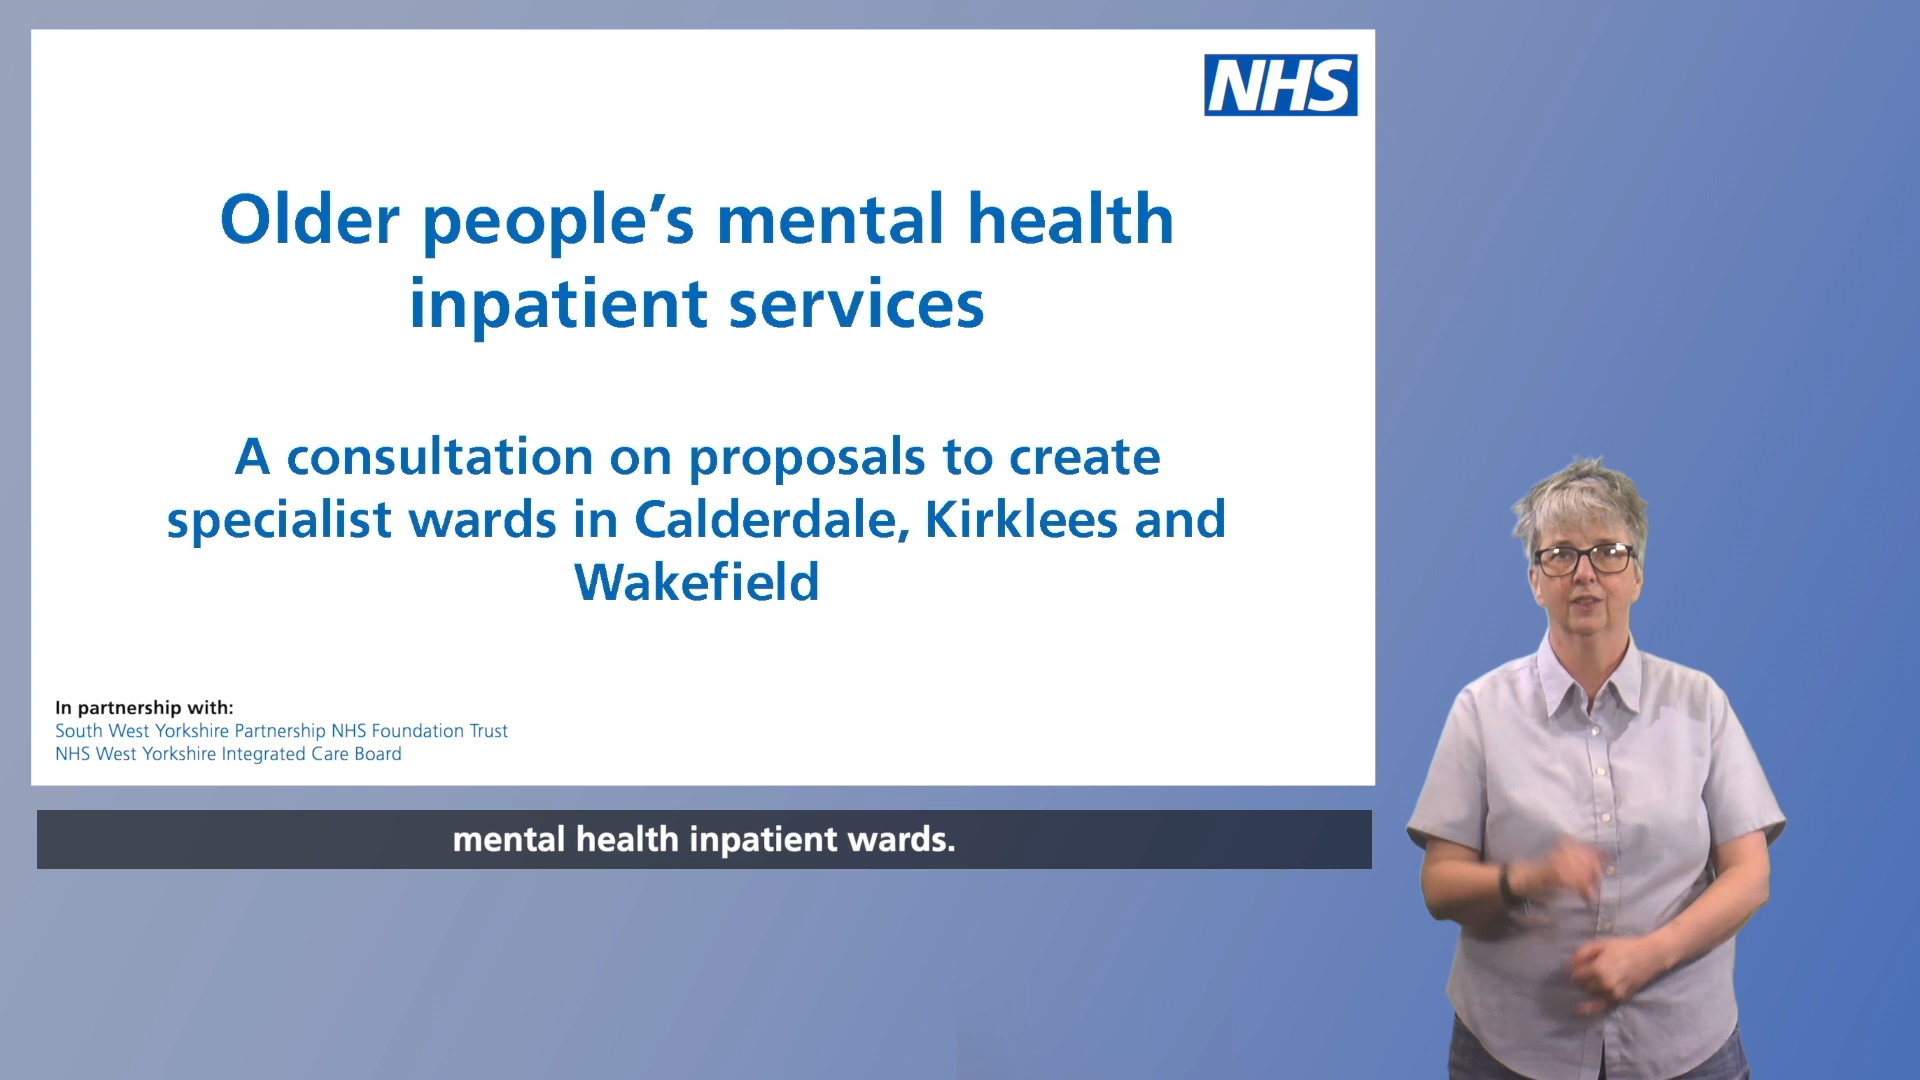 NHS
Older people’s mental health
inpatient services
A consultation on proposals to create
specialist wards in Calderdale, Kirklees and
Wakefield
In partnership with:
South West Yorkshire Partnership NHS Foundation Trust
NHS West Yorkshire Integrated Care Board
mental health inpatient wards.